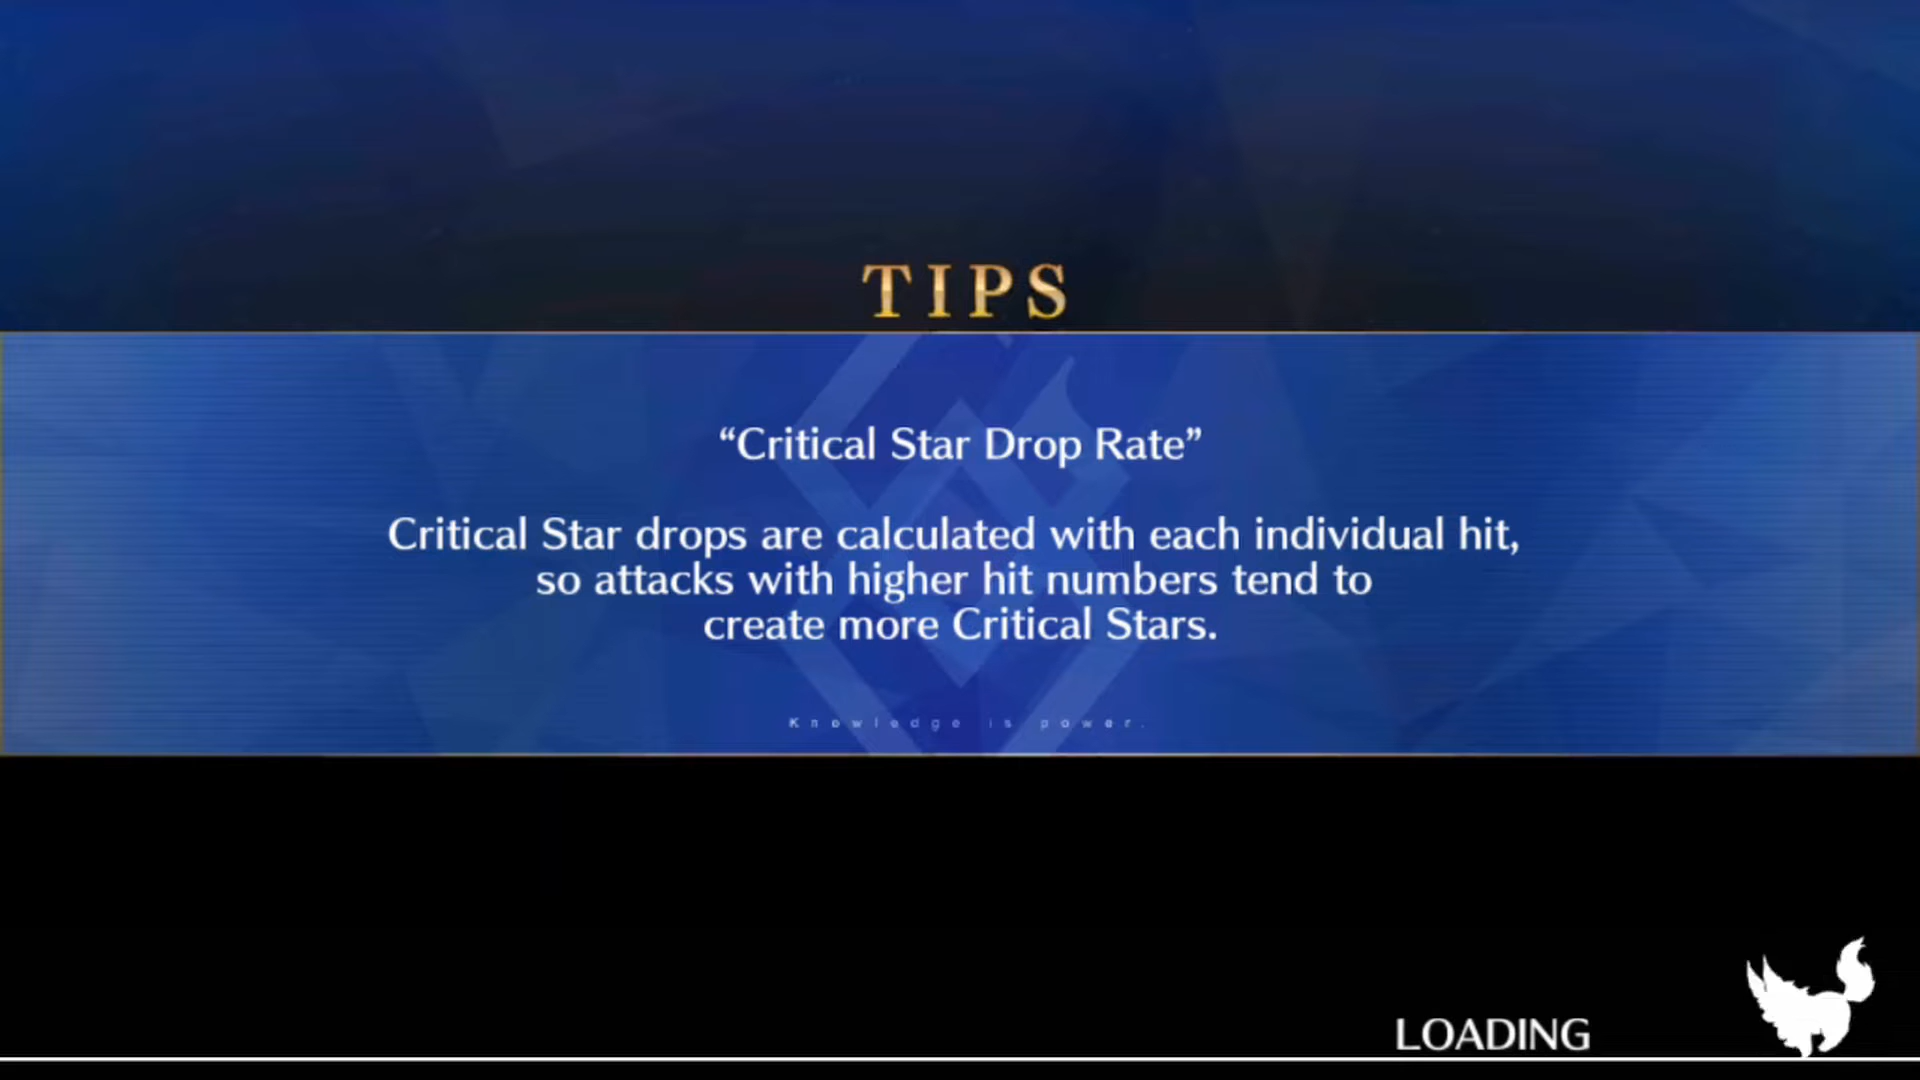 TIPS
“Critical Star Drop Rate”
Critical Star drops are calculated with each individual hit,
so attacks with higher hit numbers tend to
create more Critical Stars.
Knowledge is power.
LOADING